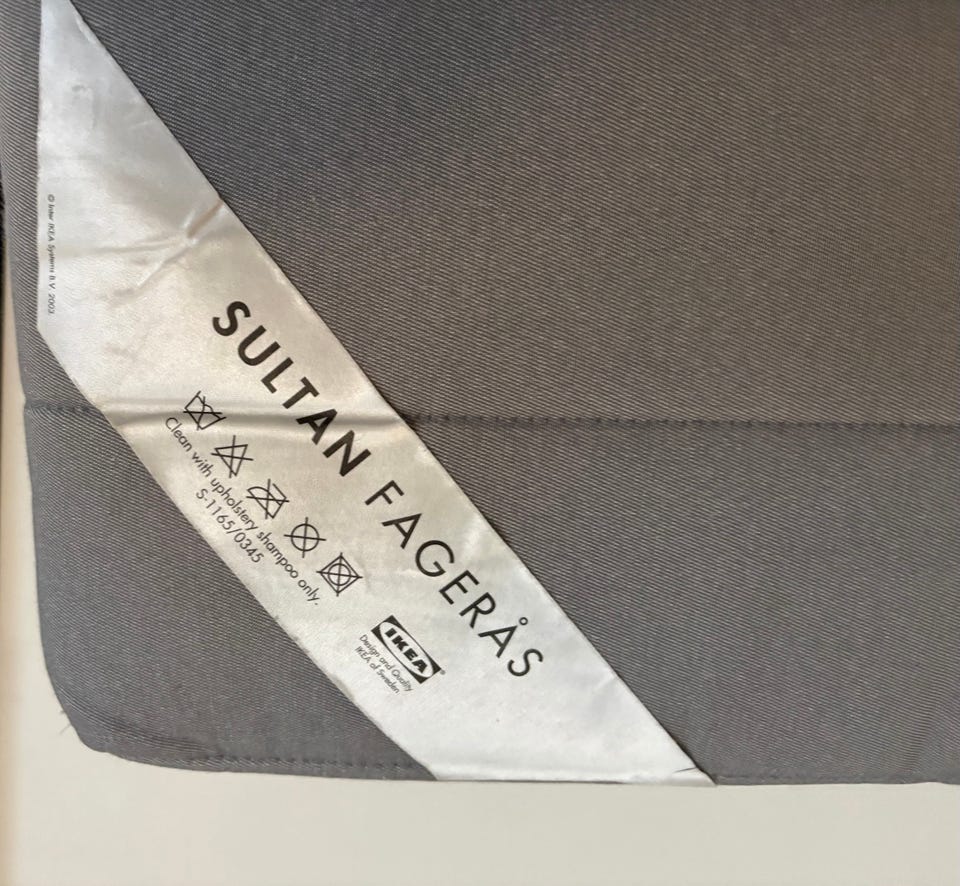 © Inter IKEA Systems B.V. 2003.
SULTAN FAGERÅS
Clean with upholstery shampoo only.
S-1165/0345
IKEA®
Design and Quality
IKEA of Sweden